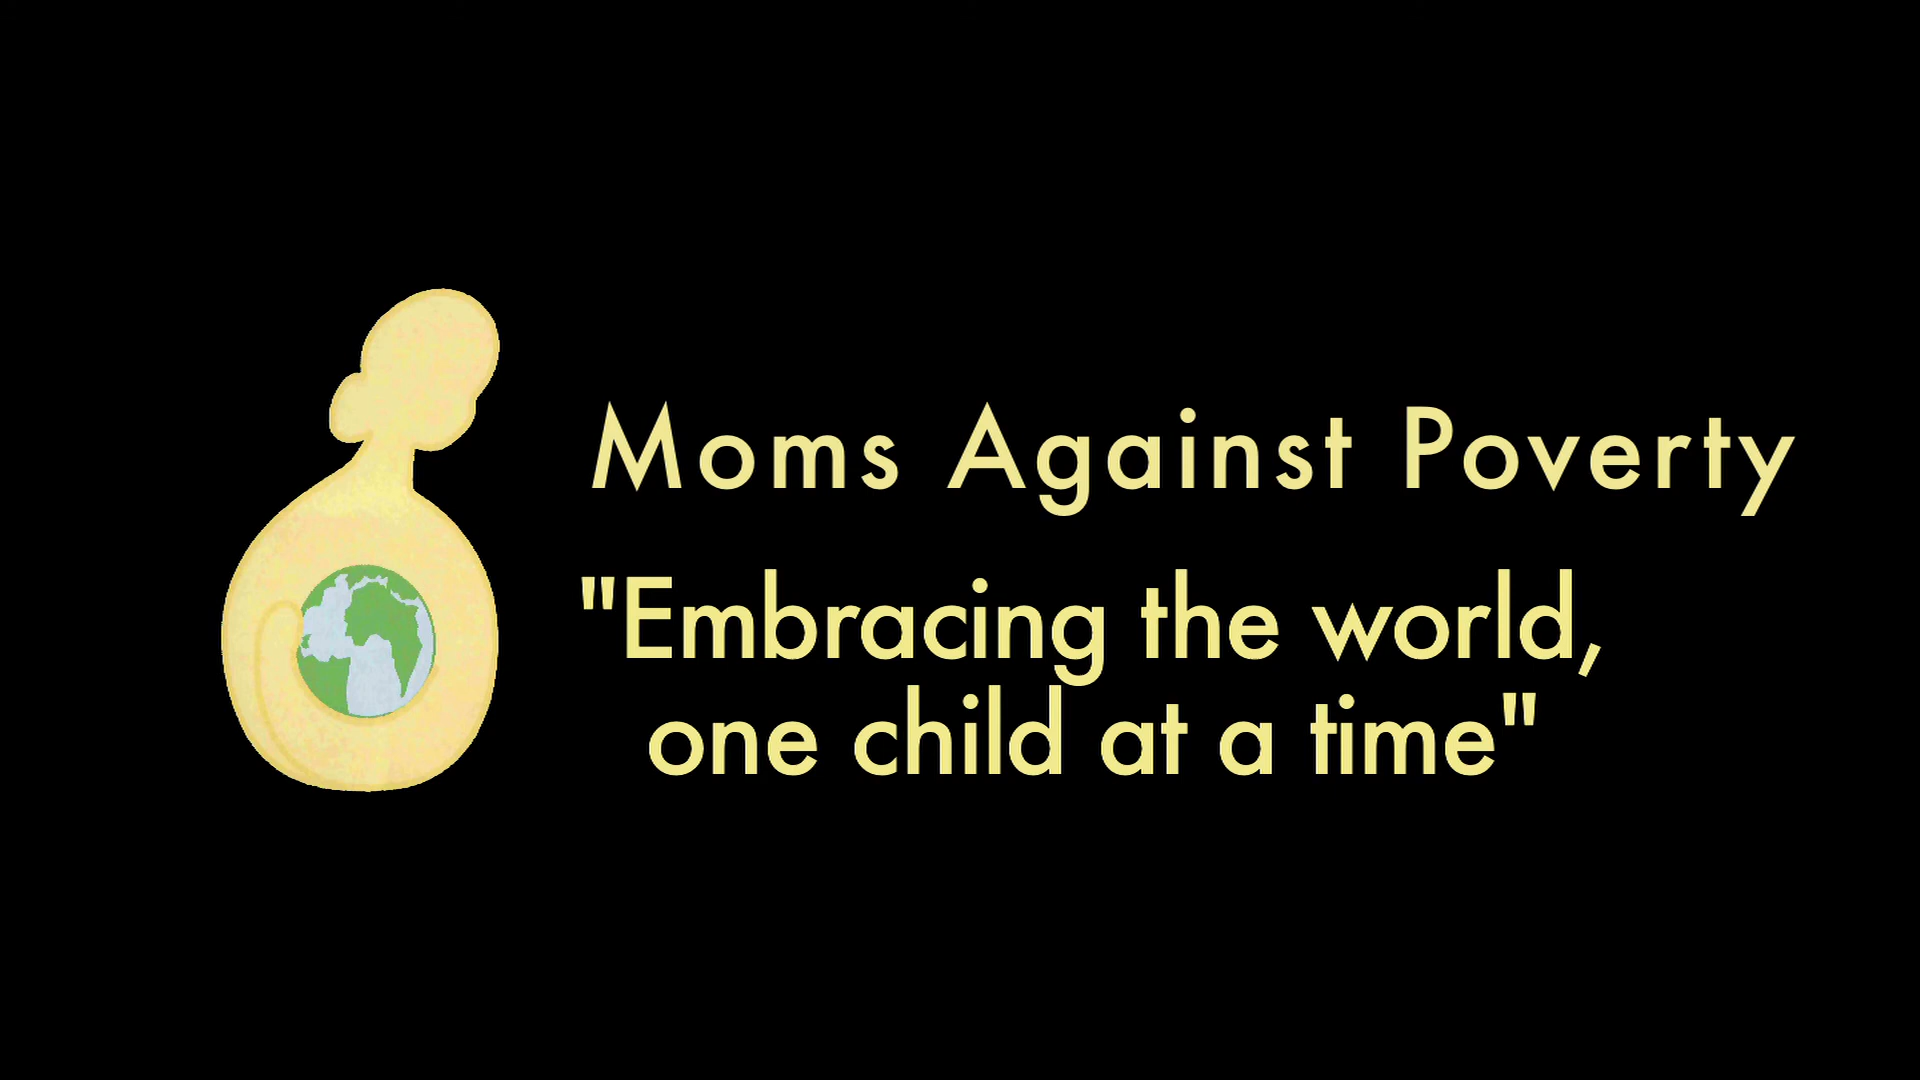 Moms Against Poverty
"Embracing the world,
one child at a time"